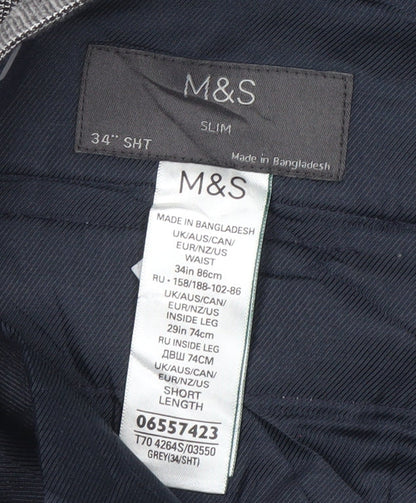 M&S
SLIM
34" SHT
Made in Bangladesh
M&S
MADE IN BANGLADESH
UK/AUS/CAN/
EUR/NZ/US
WAIST
34in 86cm
RU · 158/188-102-86
UK/AUS/CAN/
EUR/NZ/US
INSIDE LEG
29in 74cm
RU INSIDE LEG
ДВШ 74CM
UK/AUS/CAN/
EUR/NZ/US
SHORT
LENGTH
06557423
T70 4264S/03550
GREY(34/SHT)